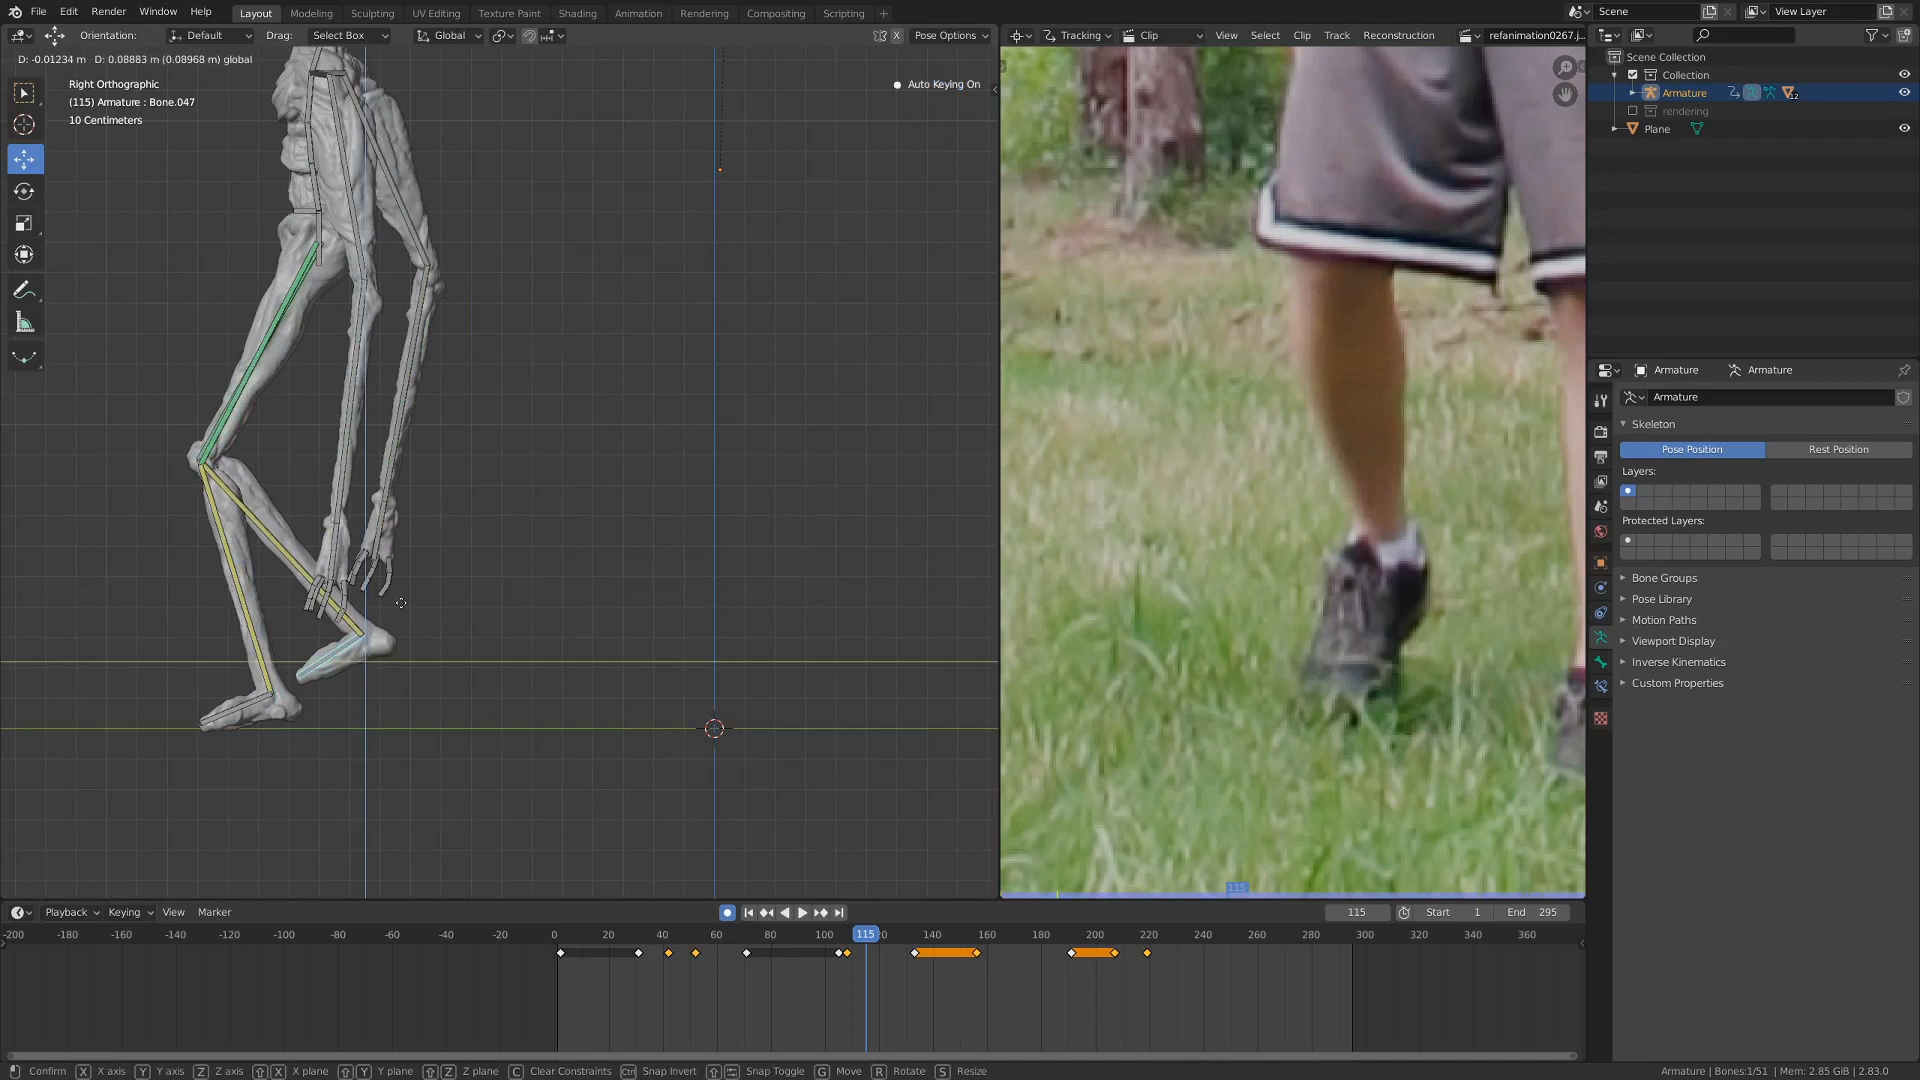 File Edit Render Window Help Layout Modeling Sculpting UV Editing Texture Paint Shading Animation Rendering Compositing Scripting + Scene View Layer
Orientation: Default Drag: Select Box Global X Pose Options
Tracking Clip View Select Clip Track Reconstruction refanimation0267.j...
D: -0.01234 m D: 0.08883 m (0.08968 m) global
Right Orthographic
(115) Armature : Bone.047
10 Centimeters
Auto Keying On
Scene Collection
Collection
Armature 12
rendering
Plane
Armature Armature
Armature
Skeleton
Pose Position Rest Position
Layers:
Protected Layers:
Bone Groups
Pose Library
Motion Paths
Viewport Display
Inverse Kinematics
Custom Properties
115
Playback Keying View Marker 115 Start 1 End 295
-200 -180 -160 -140 -120 -100 -80 -60 -40 -20 0 20 40 60 80 100 115 140 160 180 200 220 240 260 280 300 320 340 360
Confirm X X axis Y Y axis Z Z axis X X plane Y Y plane Z Z plane C Clear Constraints Ctrl Snap Invert Snap Toggle G Move R Rotate S Resize Armature | Bones:1/51 | Mem: 2.85 GiB | 2.83.0